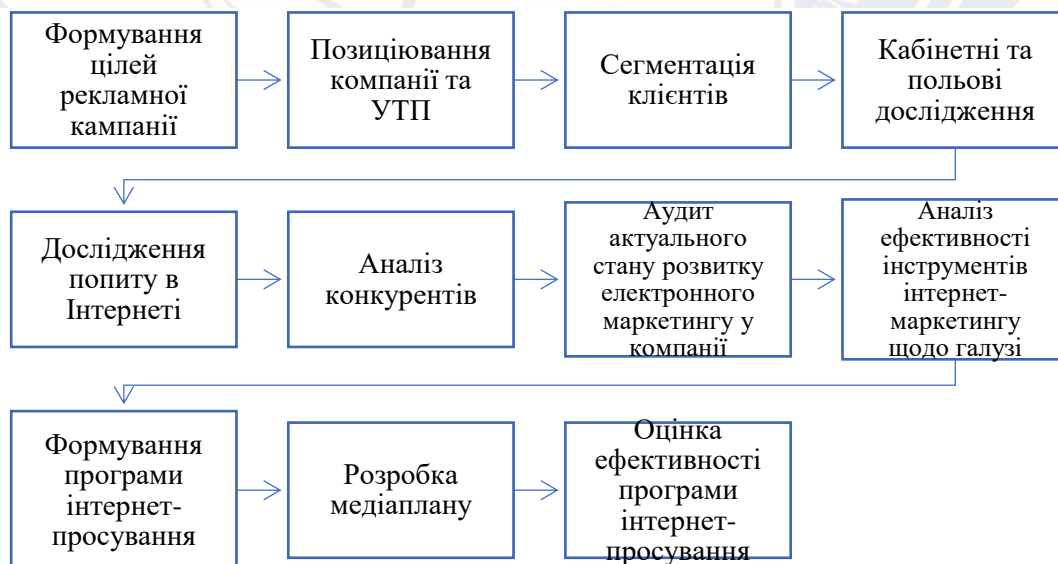 Формування
цілей
рекламної
кампанії
Позиціювання
компанії та
УТП
Сегментація
клієнтів
Кабінетні та
польові
дослідження
Дослідження
попиту в
Інтернеті
Аналіз
конкурентів
Аудит
актуального
стану розвитку
електронного
маркетингу у
компанії
Аналіз
ефективності
інструментів
інтернет-
маркетингу
щодо галузі
Формування
програми
інтернет-
просування
Розробка
медіаплану
Оцінка
ефективності
програми
інтернет-
просування